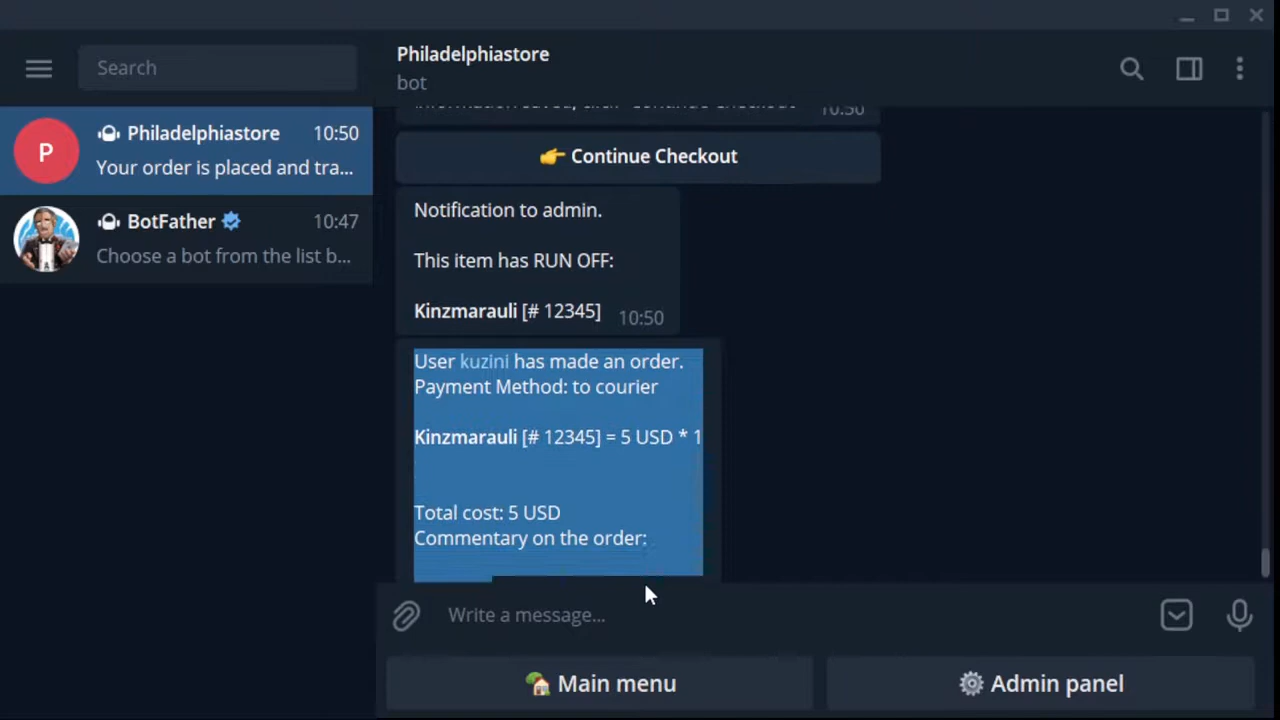 Search
Philadelphiastore
bot
Philadelphiastore 10:50
Your order is placed and tra...
BotFather 10:47
Choose a bot from the list b...
10:50
👉 Continue Checkout
Notification to admin.
This item has RUN OFF:
Kinzmarauli [# 12345] 10:50
User kuzini has made an order.
Payment Method: to courier
Kinzmarauli [# 12345] = 5 USD * 1
Total cost: 5 USD
Commentary on the order:
Write a message...
🏡 Main menu
⚙️ Admin panel
P